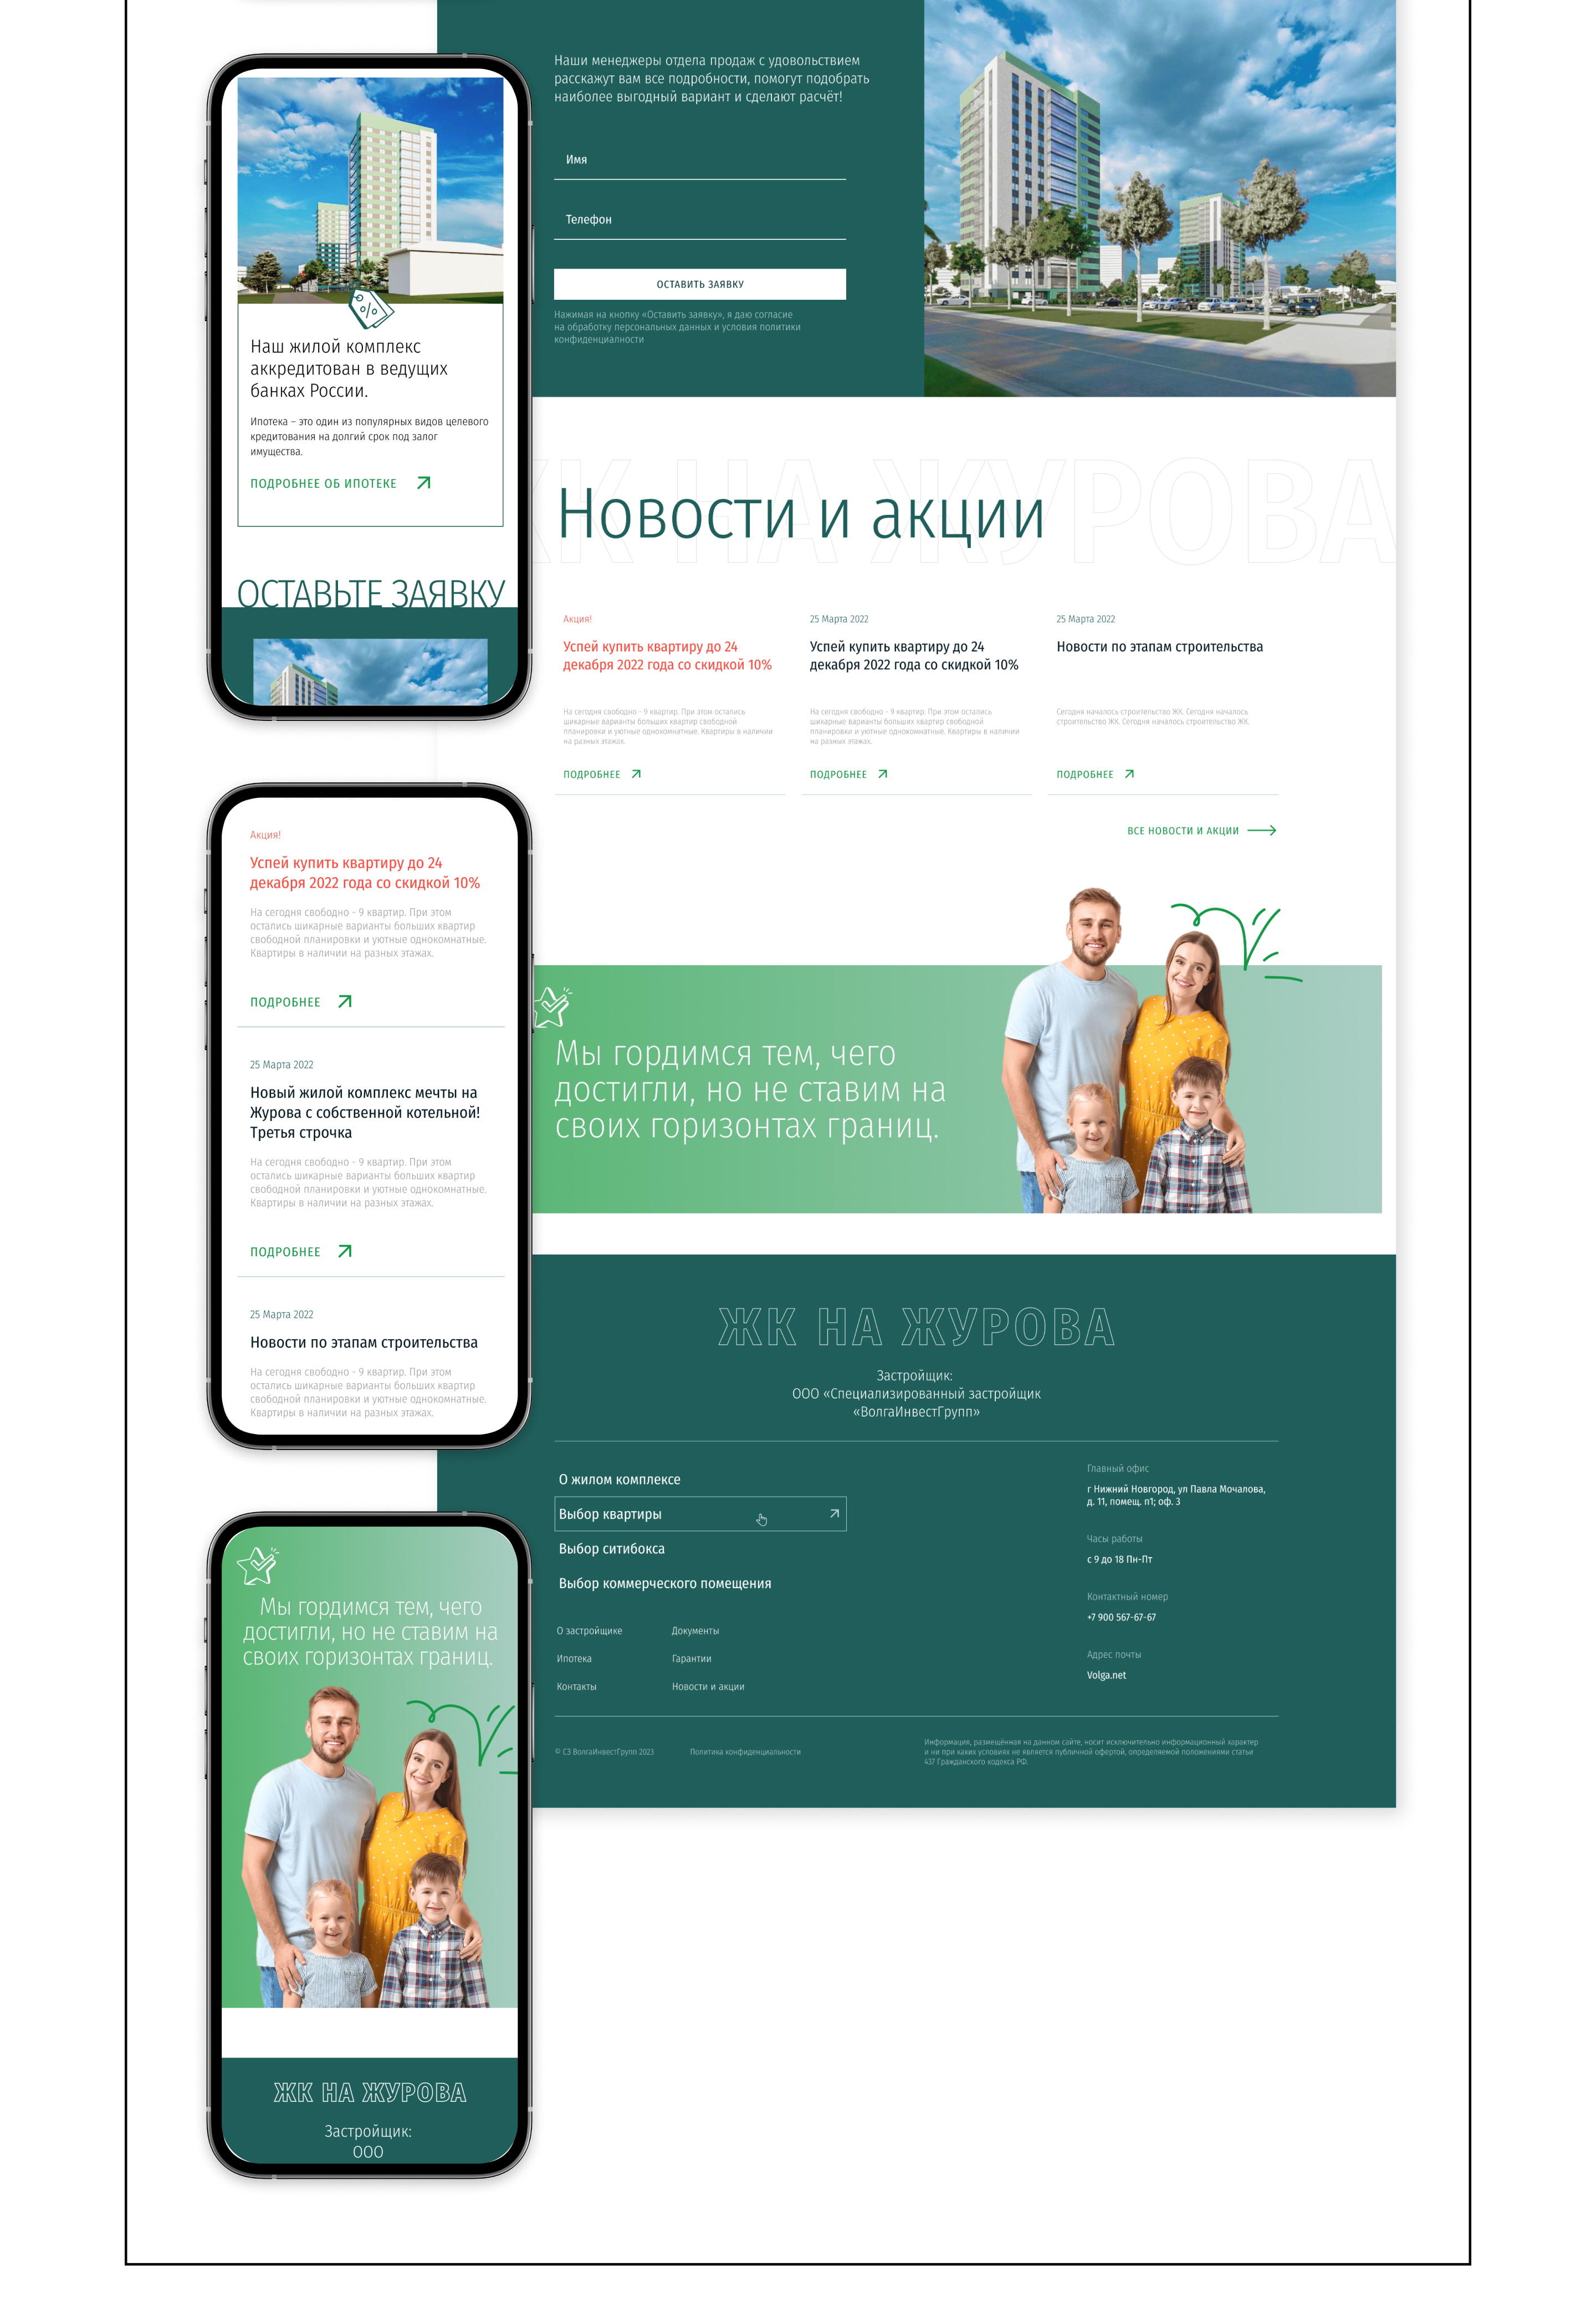 Наш жилой комплекс
аккредитован в ведущих
банках России.
Ипотека – это один из популярных видов целевого
кредитования на долгий срок под залог
имущества.
ПОДРОБНЕЕ ОБ ИПОТЕКЕ
ОСТАВЬТЕ ЗАЯВКУ
Акция!
Успей купить квартиру до 24
декабря 2022 года со скидкой 10%
На сегодня свободно - 9 квартир. При этом
остались шикарные варианты больших квартир
свободной планировки и уютные однокомнатные.
Квартиры в наличии на разных этажах.
ПОДРОБНЕЕ
25 Марта 2022
Новый жилой комплекс мечты на
Журова с собственной котельной!
Третья строчка
На сегодня свободно - 9 квартир. При этом
остались шикарные варианты больших квартир
свободной планировки и уютные однокомнатные.
Квартиры в наличии на разных этажах.
ПОДРОБНЕЕ
25 Марта 2022
Новости по этапам строительства
На сегодня свободно - 9 квартир. При этом
остались шикарные варианты больших квартир
свободной планировки и уютные однокомнатные.
Квартиры в наличии на разных этажах.
Мы гордимся тем, чего
достигли, но не ставим на
своих горизонтах границ.
ЖК НА ЖУРОВА
Застройщик:
ООО
Наши менеджеры отдела продаж с удовольствием
расскажут вам все подробности, помогут подобрать
наиболее выгодный вариант и сделают расчёт!
Имя
Телефон
ОСТАВИТЬ ЗАЯВКУ
Нажимая на кнопку «Оставить заявку», я даю согласие
на обработку персональных данных и условия политики
конфиденциалности
ЖК НА ЖУРОВА
Новости и акции
Акция!
Успей купить квартиру до 24
декабря 2022 года со скидкой 10%
На сегодня свободно - 9 квартир. При этом остались
шикарные варианты больших квартир свободной
планировки и уютные однокомнатные. Квартиры в наличии
на разных этажах.
ПОДРОБНЕЕ
25 Марта 2022
Успей купить квартиру до 24
декабря 2022 года со скидкой 10%
На сегодня свободно - 9 квартир. При этом остались
шикарные варианты больших квартир свободной
планировки и уютные однокомнатные. Квартиры в наличии
на разных этажах.
ПОДРОБНЕЕ
25 Марта 2022
Новости по этапам строительства
Сегодня началось строительство ЖК. Сегодня началось
строительство ЖК. Сегодня началось строительство ЖК.
ПОДРОБНЕЕ
ВСЕ НОВОСТИ И АКЦИИ
Мы гордимся тем, чего
достигли, но не ставим на
своих горизонтах границ.
ЖК НА ЖУРОВА
Застройщик:
ООО «Специализированный застройщик
«ВолгаИнвестГрупп»
О жилом комплексе
Выбор квартиры
Выбор ситибокса
Выбор коммерческого помещения
О застройщике
Документы
Ипотека
Гарантии
Контакты
Новости и акции
Главный офис
г Нижний Новгород, ул Павла Мочалова,
д. 11, помещ. п1; оф. 3
Часы работы
с 9 до 18 Пн-Пт
Контактный номер
+7 900 567-67-67
Адрес почты
Volga.net
© СЗ ВолгаИнвестГрупп 2023
Политика конфиденциальности
Информация, размещённая на данном сайте, носит исключительно информационный характер
и ни при каких условиях не является публичной офертой, определяемой положениями статьи
437 Гражданского кодекса РФ.